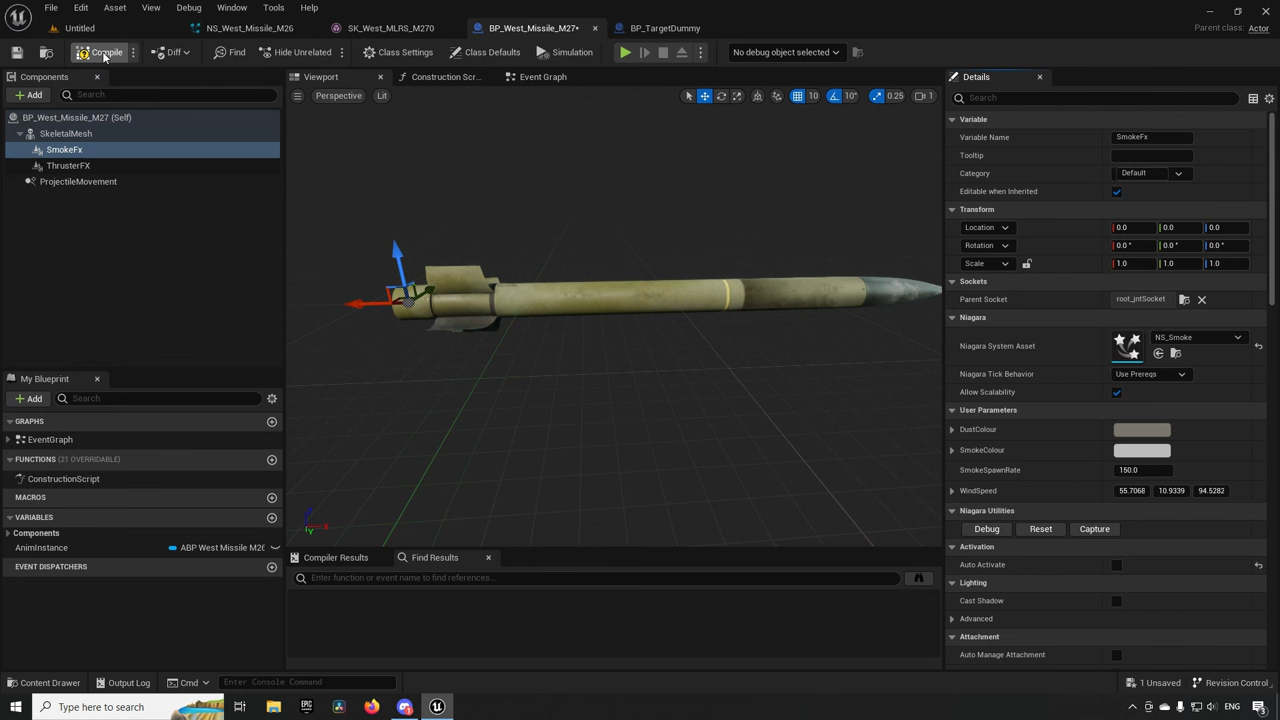 File Edit Asset View Debug Window Tools Help
Untitled NS_West_Missile_M26 SK_West_MLRS_M270 BP_West_Missile_M27* BP_TargetDummy Parent class: Actor
Compile Diff Find Hide Unrelated Class Settings Class Defaults Simulation No debug object selected
Components Viewport Construction Scr... Event Graph Details
Add Search Perspective Lit 10 10° 0.25 1 Search
BP_West_Missile_M27 (Self)
SkeletalMesh
SmokeFx
ThrusterFX
ProjectileMovement
My Blueprint
Add Search
GRAPHS
EventGraph
FUNCTIONS (21 OVERRIDABLE)
ConstructionScript
MACROS
VARIABLES
Components
AnimInstance ABP West Missile M26
EVENT DISPATCHERS
Z
X
Y
Compiler Results Find Results
Enter function or event name to find references...
Variable
Variable Name SmokeFx
Tooltip
Category Default
Editable when Inherited
Transform
Location 0.0 0.0 0.0
Rotation 0.0 ° 0.0 ° 0.0 °
Scale 1.0 1.0 1.0
Sockets
Parent Socket root_jntSocket
Niagara
Niagara System Asset NS_Smoke
Niagara Tick Behavior Use Prereqs
Allow Scalability
User Parameters
DustColour
SmokeColour
SmokeSpawnRate 150.0
WindSpeed 55.7068 10.9339 94.5282
Niagara Utilities
Debug Reset Capture
Activation
Auto Activate
Lighting
Cast Shadow
Advanced
Attachment
Auto Manage Attachment
Content Drawer Output Log Cmd Enter Console Command 1 Unsaved Revision Control
Type here to search